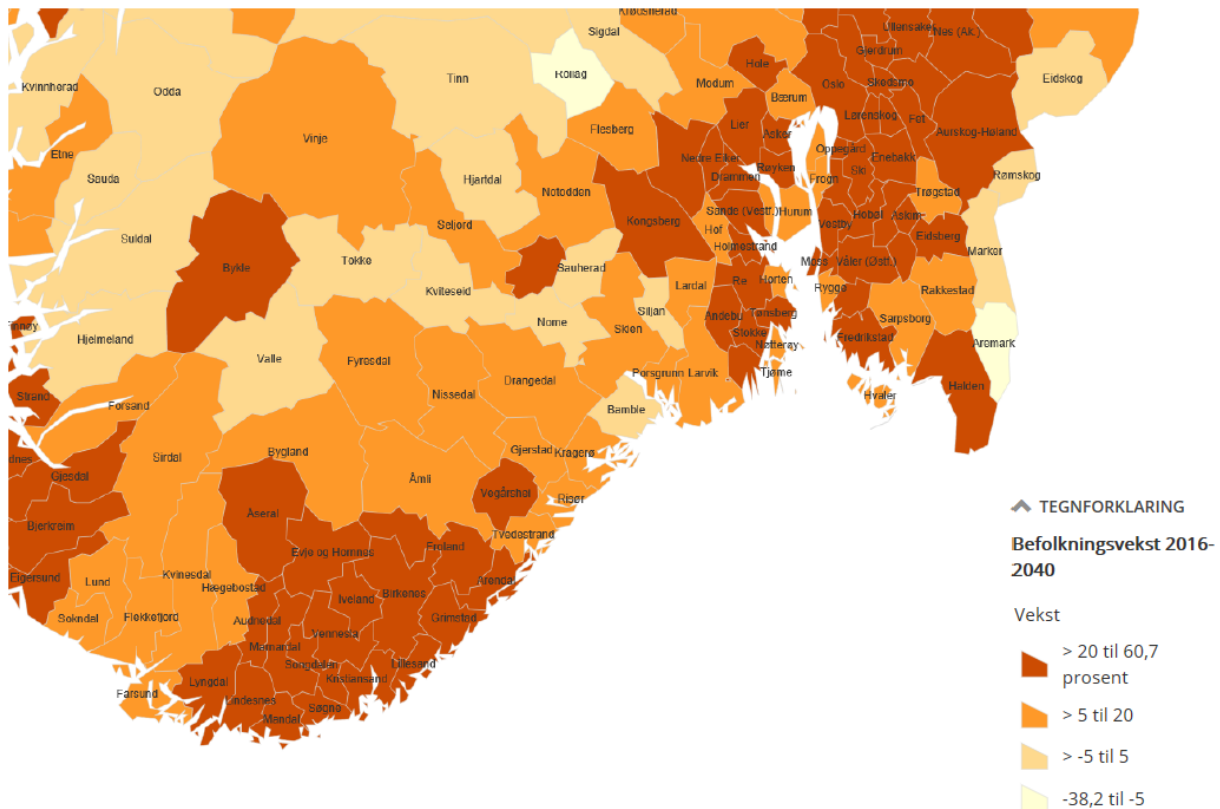 Krødsherad
Ullensaker
Nes (Ak.)
Sigdal
Gjerdrum
Hole
Rollag
Tinn
Eidskog
Kvinnherad
Odda
Modum
Oslo
Skedsmo
Bærum
Lørenskog
Fet
Lier
Asker
Flesberg
Aurskog-Høland
Vinje
Etne
Oppegård
Enebakk
Nedre Eiker
Røyken
Ski
Rømskog
Drammen
Frogn
Sauda
Hjartdal
Notodden
Trøgstad
Sande (Vestf.)
Hurum
Hobøl
Askim
Kongsberg
Vestby
Seljord
Hof
Eidsberg
Suldal
Holmestrand
Marker
Tokke
Moss
Våler (Østf.)
Bykle
Sauherad
Re
Horten
Lardal
Rygge
Rakkestad
Kviteseid
Siljan
Andebu
Tønsberg
Sarpsborg
Finnøy
Nome
Skien
Stokke
Fredrikstad
Hjelmeland
Nøtterøy
Aremark
Valle
Fyresdal
Drangedal
Porsgrunn
Larvik
Tjøme
Halden
Nissedal
Hvaler
Strand
Forsand
Bamble
Bygland
Gjerstad
Kragerø
Sirdal
dnes
Gjesdal
Åmli
Vegårshei
Risør
Åseral
Bjerkreim
Tvedestrand
Froland
Evje og Hornnes
Kvinesdal
Eigersund
Lund
Hægebostad
Arendal
Birkenes
Iveland
Sokndal
Flekkefjord
Audnedal
Grimstad
Vennesla
Marnardal
Songdalen
Lillesand
Lyngdal
Kristiansand
Farsund
Lindesnes
Søgne
Mandal
TEGNFORKLARING
Befolkningsvekst 2016-
2040
Vekst
> 20 til 60,7
prosent
> 5 til 20
> -5 til 5
-38,2 til -5